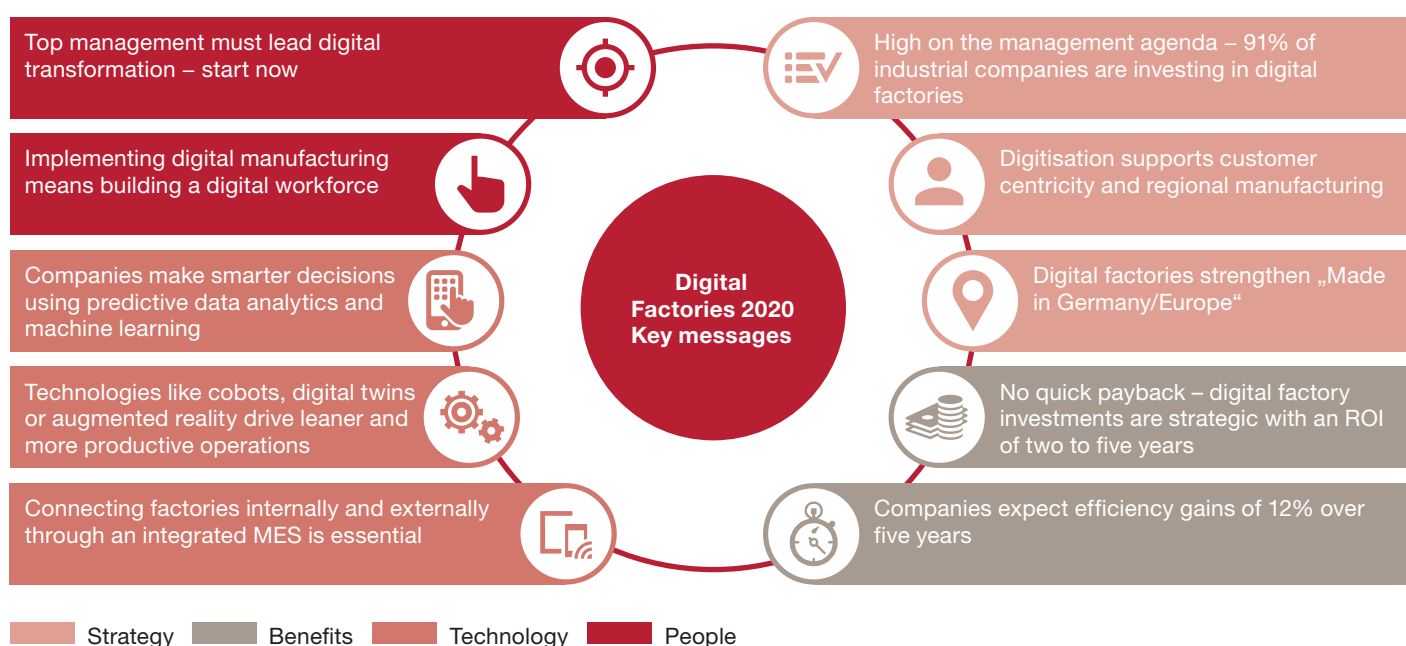 Top management must lead digital
transformation – start now
Implementing digital manufacturing
means building a digital workforce
Companies make smarter decisions
using predictive data analytics and
machine learning
Technologies like cobots, digital twins
or augmented reality drive leaner and
more productive operations
Connecting factories internally and externally
through an integrated MES is essential
Digital
Factories 2020
Key messages
High on the management agenda – 91% of
industrial companies are investing in digital
factories
Digitisation supports customer
centricity and regional manufacturing
Digital factories strengthen „Made
in Germany/Europe“
No quick payback – digital factory
investments are strategic with an ROI
of two to five years
Companies expect efficiency gains of 12% over
five years
Strategy Benefits Technology People